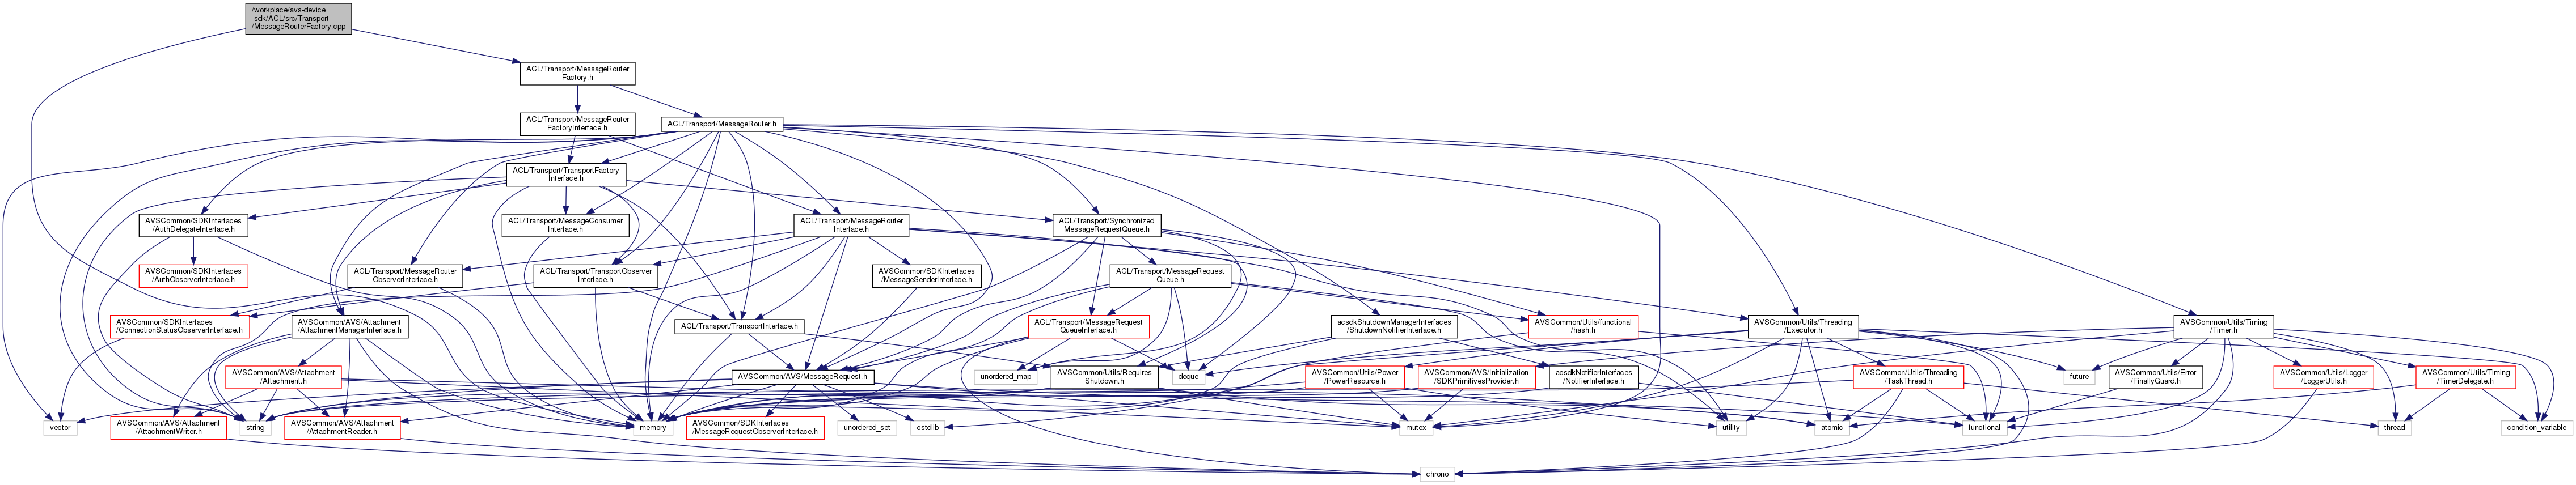 /workplace/avs-device
-sdk/ACL/src/Transport
/MessageRouterFactory.cpp
ACL/Transport/MessageRouter
Factory.h
ACL/Transport/MessageRouter
FactoryInterface.h
ACL/Transport/MessageRouter.h
ACL/Transport/TransportFactory
Interface.h
AVSCommon/SDKInterfaces
/AuthDelegateInterface.h
ACL/Transport/MessageConsumer
Interface.h
ACL/Transport/MessageRouter
Interface.h
ACL/Transport/Synchronized
MessageRequestQueue.h
AVSCommon/SDKInterfaces
/AuthObserverInterface.h
ACL/Transport/MessageRouter
ObserverInterface.h
ACL/Transport/TransportObserver
Interface.h
AVSCommon/SDKInterfaces
/MessageSenderInterface.h
ACL/Transport/MessageRequest
Queue.h
AVSCommon/SDKInterfaces
/ConnectionStatusObserverInterface.h
AVSCommon/AVS/Attachment
/AttachmentManagerInterface.h
ACL/Transport/TransportInterface.h
ACL/Transport/MessageRequest
QueueInterface.h
acsdkShutdownManagerInterfaces
/ShutdownNotifierInterface.h
AVSCommon/Utils/functional
/hash.h
AVSCommon/Utils/Threading
/Executor.h
AVSCommon/Utils/Timing
/Timer.h
AVSCommon/AVS/Attachment
/Attachment.h
AVSCommon/AVS/MessageRequest.h
unordered_map
AVSCommon/Utils/Requires
Shutdown.h
deque
AVSCommon/Utils/Power
/PowerResource.h
AVSCommon/AVS/Initialization
/SDKPrimitivesProvider.h
acsdkNotifierInterfaces
/NotifierInterface.h
AVSCommon/Utils/Threading
/TaskThread.h
future
AVSCommon/Utils/Error
/FinallyGuard.h
AVSCommon/Utils/Logger
/LoggerUtils.h
AVSCommon/Utils/Timing
/TimerDelegate.h
vector
AVSCommon/AVS/Attachment
/AttachmentWriter.h
string
AVSCommon/AVS/Attachment
/AttachmentReader.h
memory
AVSCommon/SDKInterfaces
/MessageRequestObserverInterface.h
unordered_set
cstdlib
mutex
utility
atomic
functional
thread
condition_variable
chrono